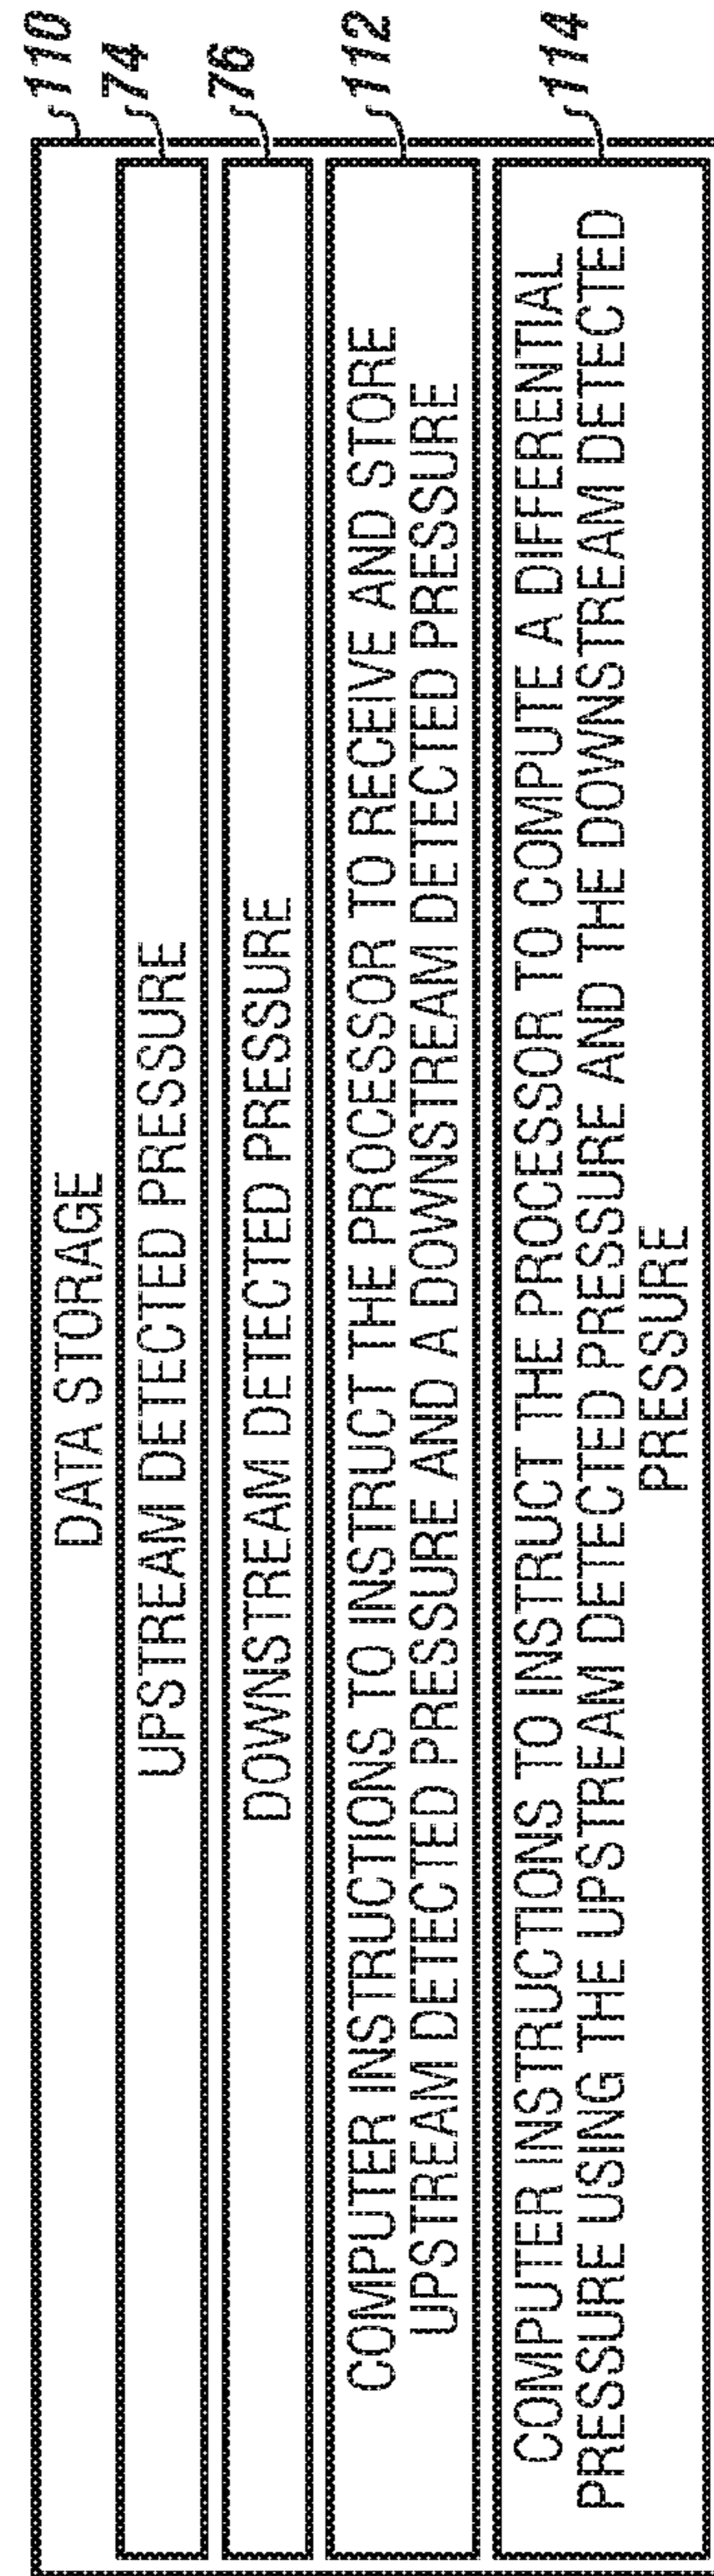 DATA STORAGE
110
UPSTREAM DETECTED PRESSURE
74
DOWNSTREAM DETECTED PRESSURE
76
COMPUTER INSTRUCTIONS TO INSTRUCT THE PROCESSOR TO RECEIVE AND STORE
UPSTREAM DETECTED PRESSURE AND A DOWNSTREAM DETECTED PRESSURE
112
COMPUTER INSTRUCTIONS TO INSTRUCT THE PROCESSOR TO COMPUTE A DIFFERENTIAL
PRESSURE USING THE UPSTREAM DETECTED PRESSURE AND THE DOWNSTREAM DETECTED
PRESSURE
114